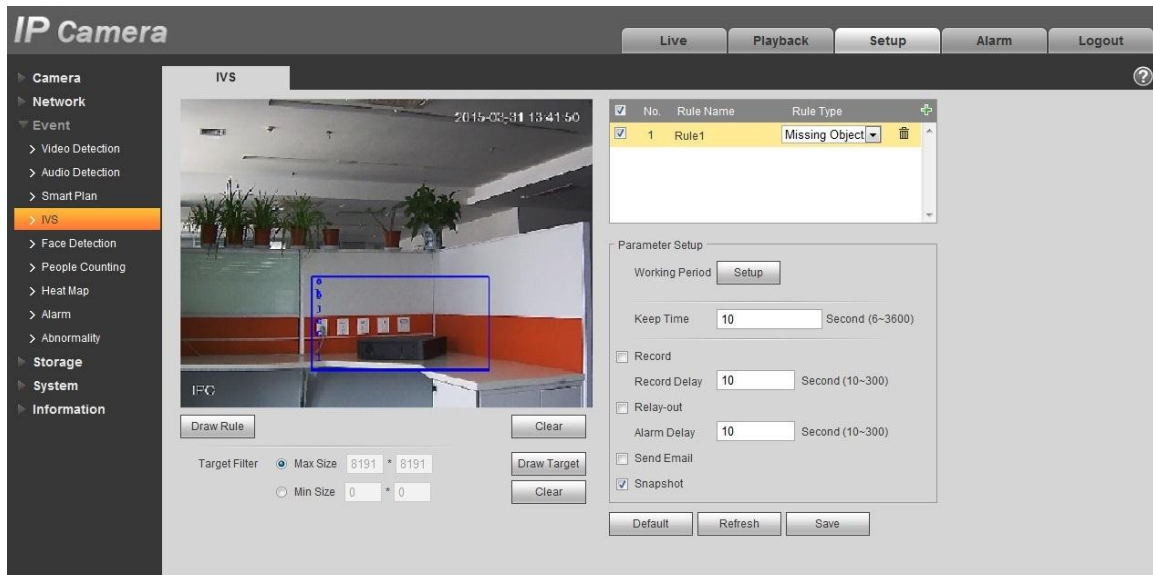 IP Camera
Live
Playback
Setup
Alarm
Logout
Camera
Network
Event
Video Detection
Audio Detection
Smart Plan
IVS
Face Detection
People Counting
Heat Map
Alarm
Abnormality
Storage
System
Information
IVS
2015-03-31 13:41:50
IPC
Draw Rule
Clear
Target Filter
Max Size 8191 * 8191
Draw Target
Min Size 0 * 0
Clear
No. Rule Name Rule Type
1 Rule1 Missing Object
Parameter Setup
Working Period Setup
Keep Time 10 Second (6~3600)
Record
Record Delay 10 Second (10~300)
Relay-out
Alarm Delay 10 Second (10~300)
Send Email
Snapshot
Default
Refresh
Save